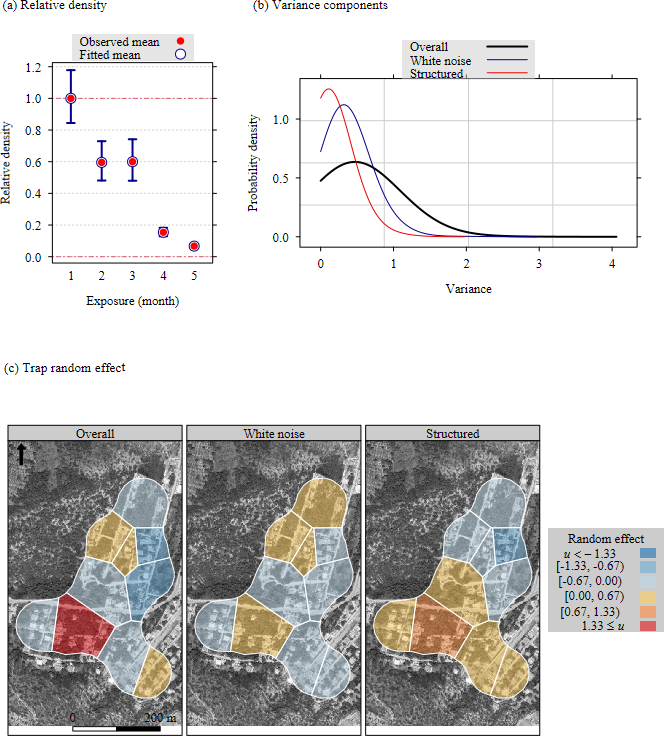 (a) Relative density
Observed mean
Fitted mean
Relative density
1.2
1.0
0.8
0.6
0.4
0.2
0.0
1 2 3 4 5
Exposure (month)
(b) Variance components
Overall
White noise
Structured
Probability density
1.0
0.5
0.0
0 1 2 3 4
Variance
(c) Trap random effect
Overall
White noise
Structured
0 200 m
Random effect
u < − 1.33
[-1.33, -0.67)
[-0.67, 0.00)
[0.00, 0.67)
[0.67, 1.33)
1.33 ≤ u